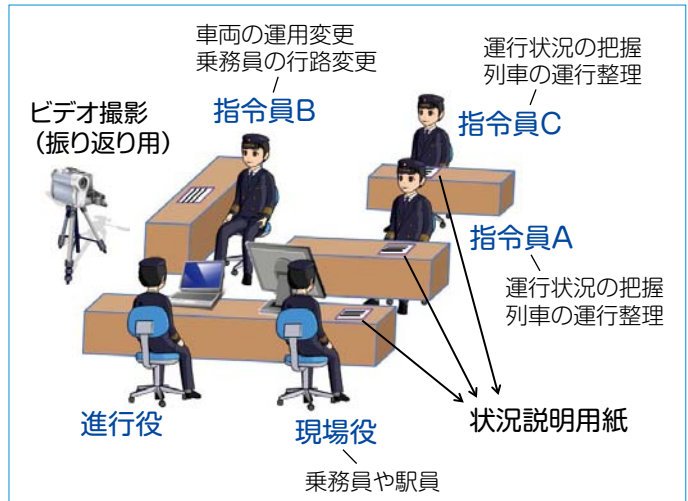 車両の運用変更
乗務員の行路変更
指令員B
運行状況の把握
列車の運行整理
指令員C
ビデオ撮影
（振り返り用）
指令員A
運行状況の把握
列車の運行整理
進行役
現場役
乗務員や駅員
状況説明用紙